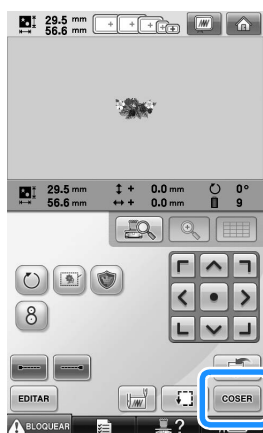 29.5 mm
56.6 mm
29.5 mm + 0.0 mm 0°
56.6 mm + 0.0 mm 9
8
EDITAR COSER
BLOQUEAR ?